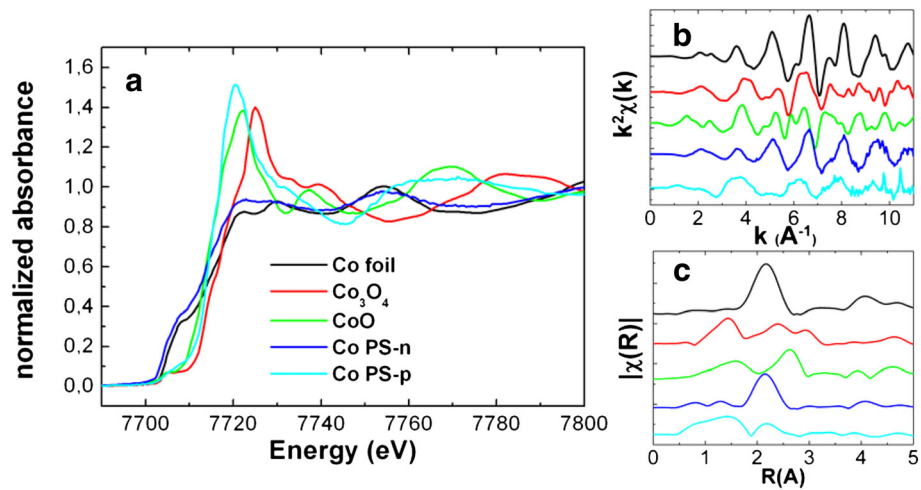 a
normalized absorbance
1,6
1,4
1,2
1,0
0,8
0,6
0,4
0,2
0,0
Co foil
Co₃O₄
CoO
Co PS-n
Co PS-p
7700 7720 7740 7760 7780 7800
Energy (eV)
b
k²χ(k)
0 2 4 6 8 10
k (A⁻¹)
c
|χ(R)|
0 1 2 3 4 5
R(A)